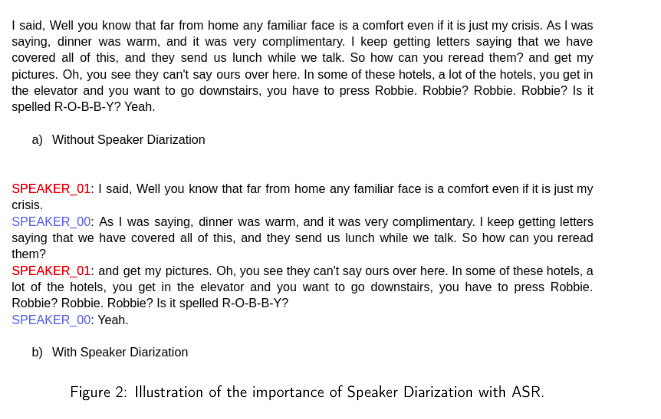 I said, Well you know that far from home any familiar face is a comfort even if it is just my crisis. As I was
saying, dinner was warm, and it was very complimentary. I keep getting letters saying that we have
covered all of this, and they send us lunch while we talk. So how can you reread them? and get my
pictures. Oh, you see they can't say ours over here. In some of these hotels, a lot of the hotels, you get in
the elevator and you want to go downstairs, you have to press Robbie. Robbie? Robbie. Robbie? Is it
spelled R-O-B-B-Y? Yeah.
a) Without Speaker Diarization
SPEAKER_01: I said, Well you know that far from home any familiar face is a comfort even if it is just my
crisis.
SPEAKER_00: As I was saying, dinner was warm, and it was very complimentary. I keep getting letters
saying that we have covered all of this, and they send us lunch while we talk. So how can you reread
them?
SPEAKER_01: and get my pictures. Oh, you see they can't say ours over here. In some of these hotels, a
lot of the hotels, you get in the elevator and you want to go downstairs, you have to press Robbie.
Robbie? Robbie. Robbie? Is it spelled R-O-B-B-Y?
SPEAKER_00: Yeah.
b) With Speaker Diarization
Figure 2: Illustration of the importance of Speaker Diarization with ASR.